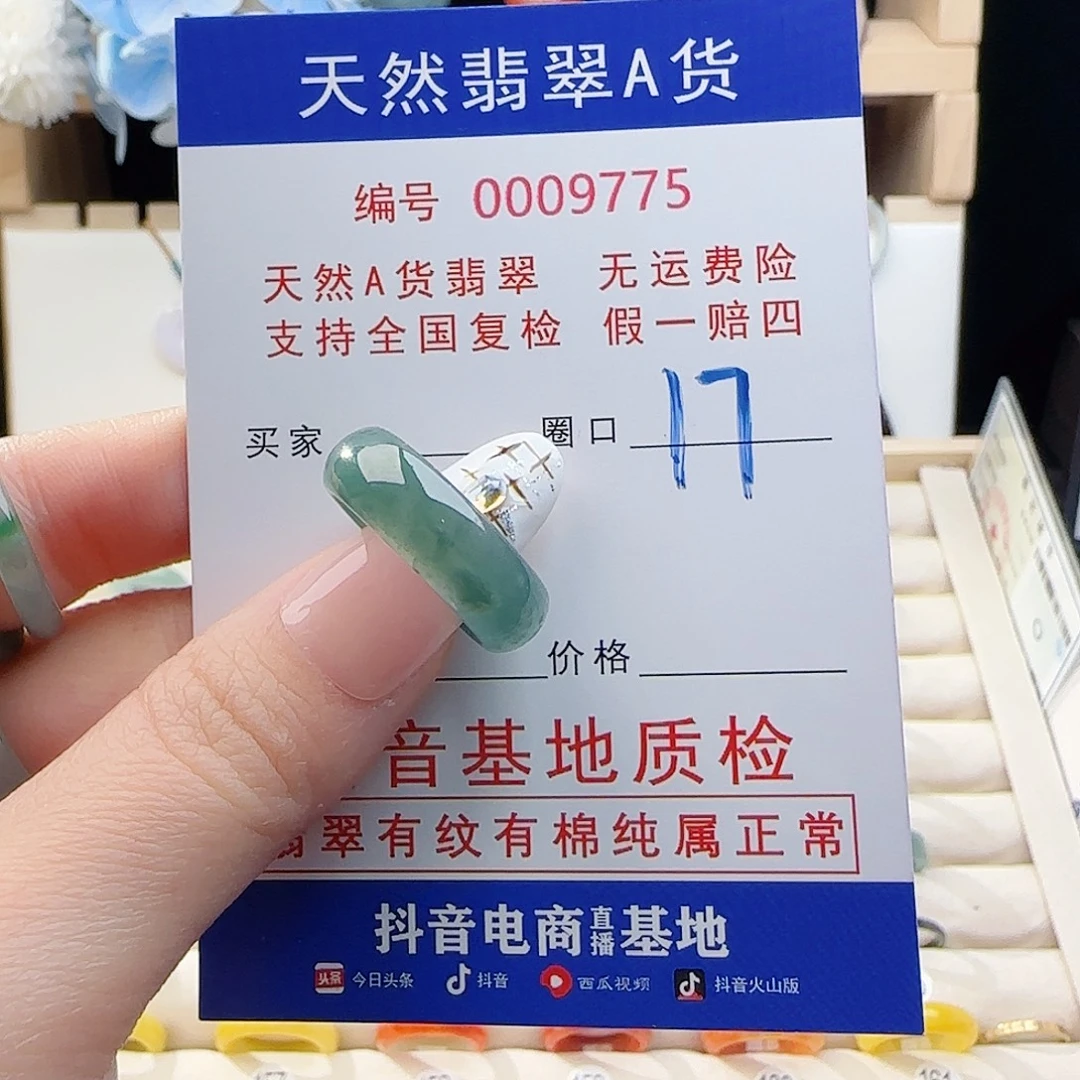 天然翡翠A货
编号 0009775
天然A货翡翠 无运费险
支持全国复检 假一赔四
买家 圈口 17
价格
音基地质检
翡翠有纹有棉纯属正常
抖音电商直播基地
头条 今日头条 抖音 西瓜视频 抖音火山版